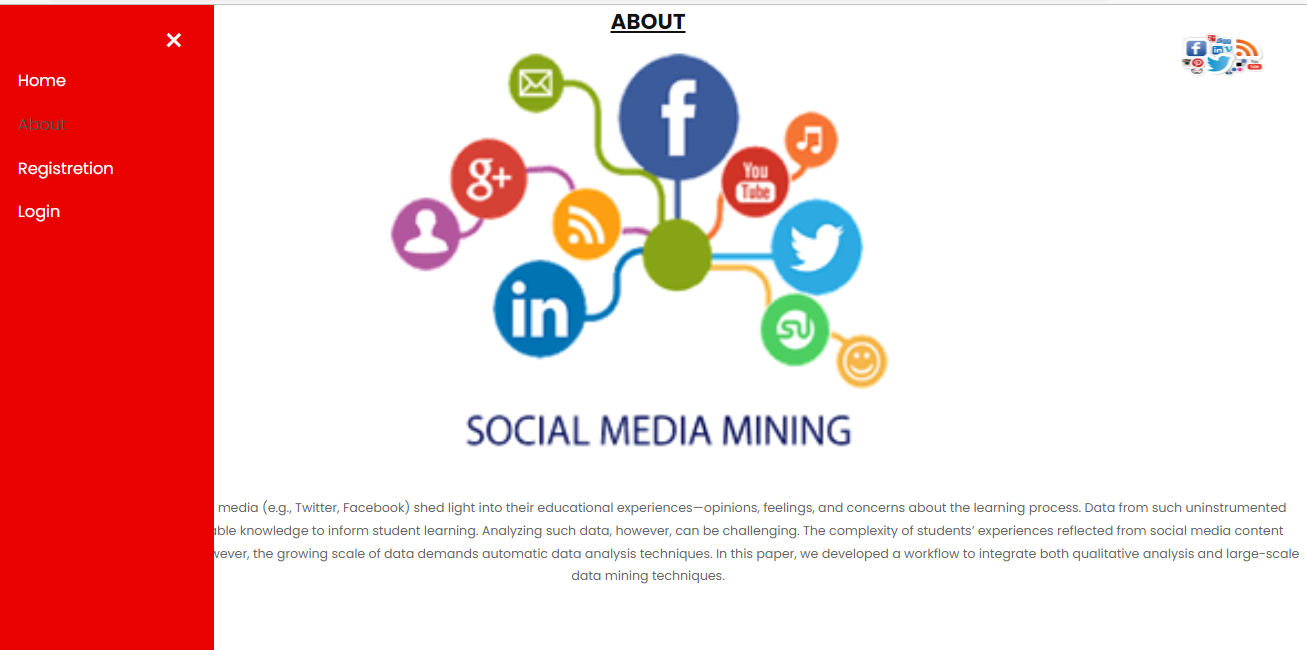 ABOUT
×
Home
About
Registretion
Login
f
g+
You
Tube
in
SOCIAL MEDIA MINING
media (e.g., Twitter, Facebook) shed light into their educational experiences—opinions, feelings, and concerns about the learning process. Data from such uninstrumented
able knowledge to inform student learning. Analyzing such data, however, can be challenging. The complexity of students’ experiences reflected from social media content
wever, the growing scale of data demands automatic data analysis techniques. In this paper, we developed a workflow to integrate both qualitative analysis and large-scale
data mining techniques.